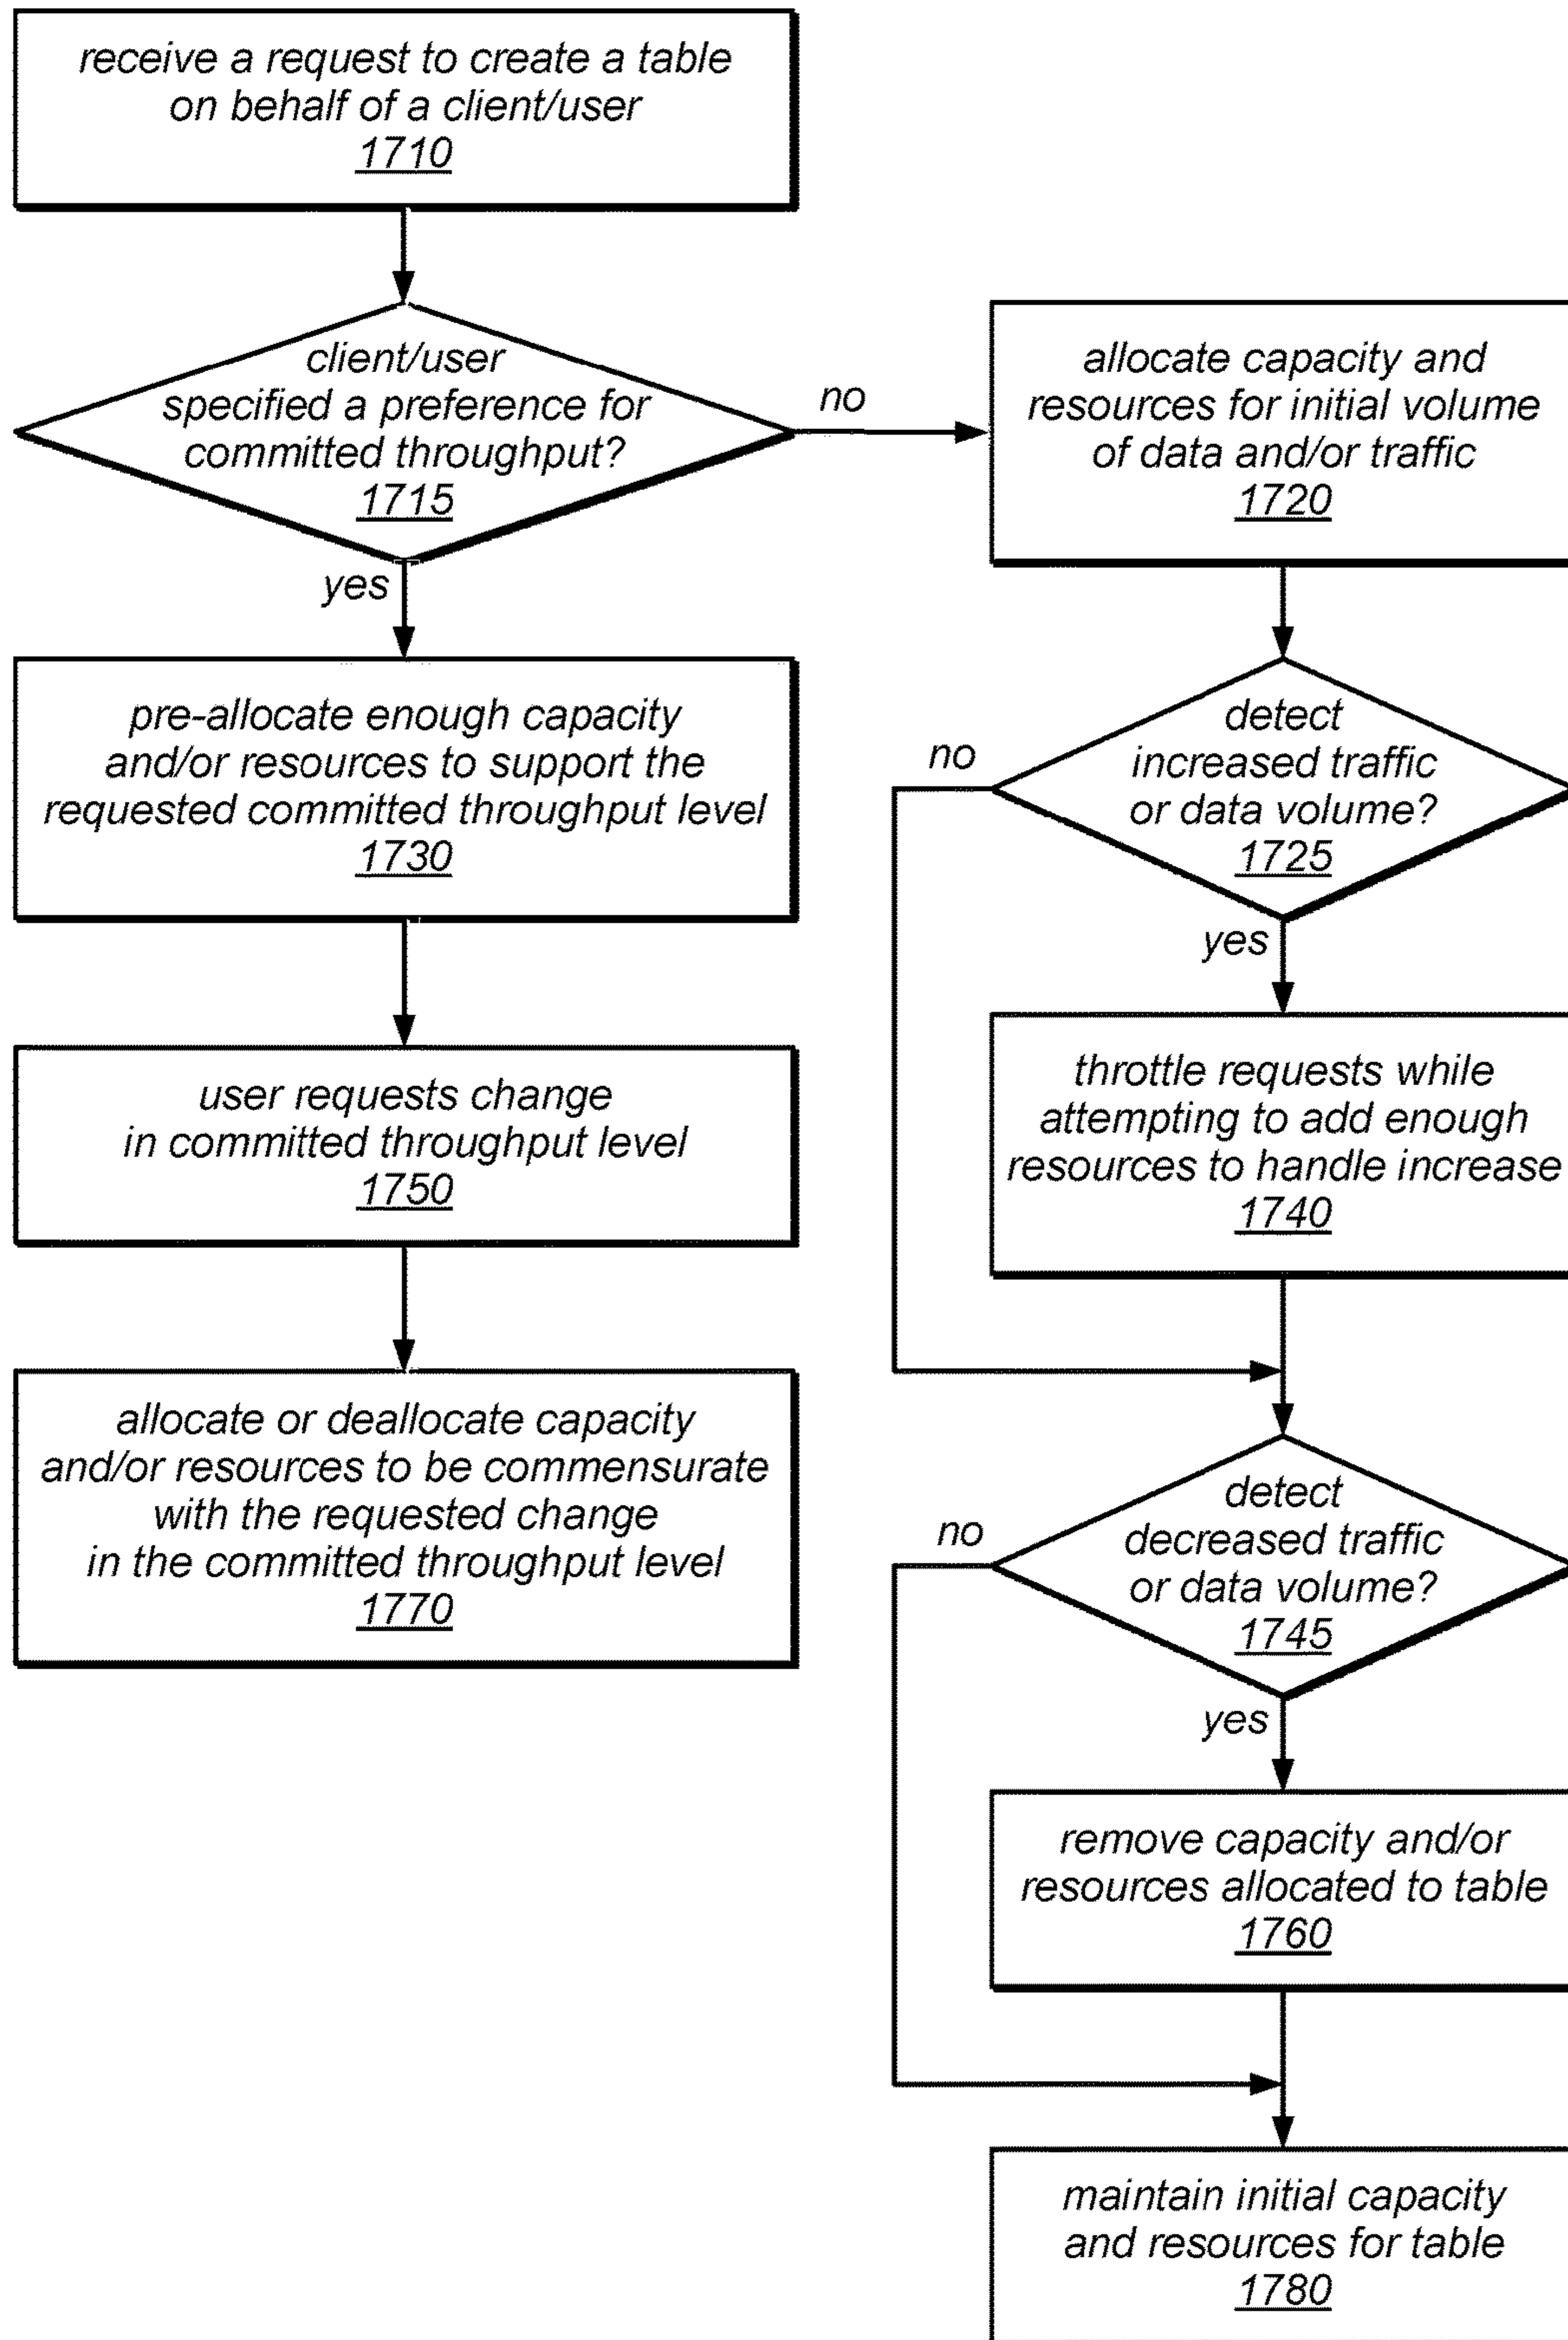 receive a request to create a table
on behalf of a client/user
1710
client/user
specified a preference for
committed throughput?
1715
no
yes
allocate capacity and
resources for initial volume
of data and/or traffic
1720
pre-allocate enough capacity
and/or resources to support the
requested committed throughput level
1730
detect
increased traffic
or data volume?
1725
no
yes
user requests change
in committed throughput level
1750
throttle requests while
attempting to add enough
resources to handle increase
1740
allocate or deallocate capacity
and/or resources to be commensurate
with the requested change
in the committed throughput level
1770
detect
decreased traffic
or data volume?
1745
no
yes
remove capacity and/or
resources allocated to table
1760
maintain initial capacity
and resources for table
1780